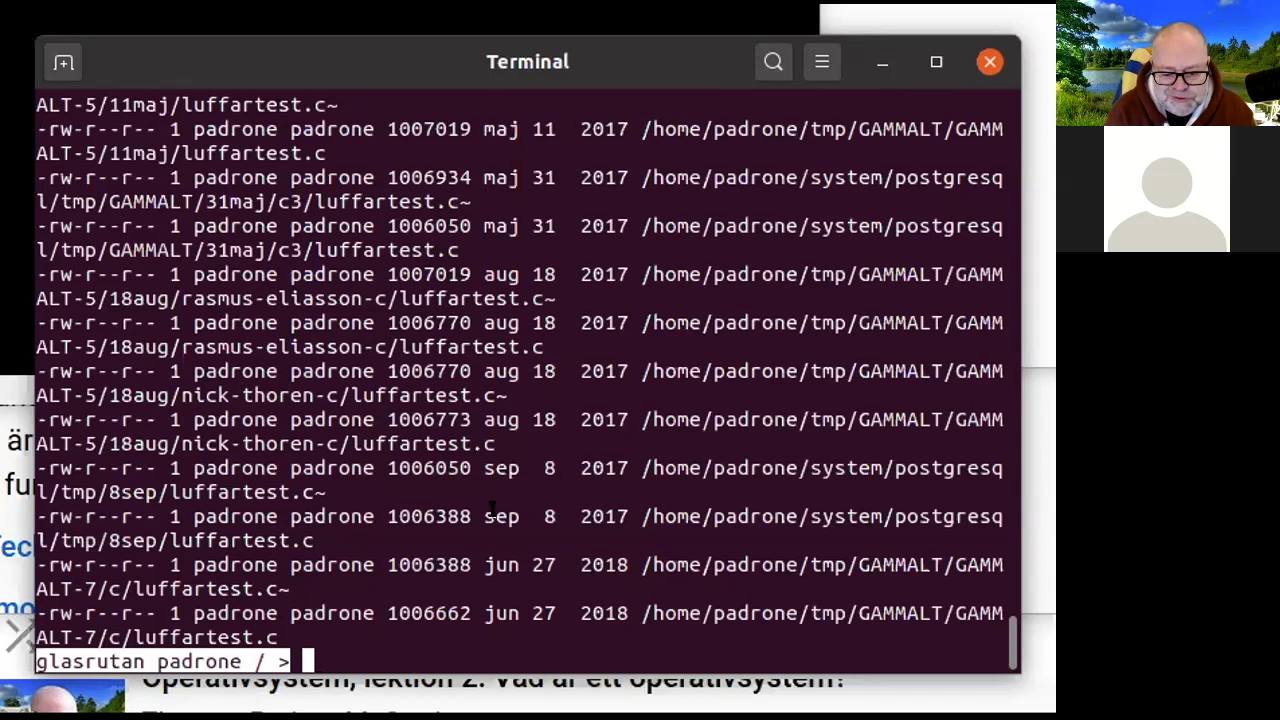 Terminal
ALT-5/11maj/luffartest.c~
-rw-r--r-- 1 padrone padrone 1007019 maj 11  2017 /home/padrone/tmp/GAMMALT/GAMM
ALT-5/11maj/luffartest.c
-rw-r--r-- 1 padrone padrone 1006934 maj 31  2017 /home/padrone/system/postgresq
l/tmp/GAMMALT/31maj/c3/luffartest.c~
-rw-r--r-- 1 padrone padrone 1006050 maj 31  2017 /home/padrone/system/postgresq
l/tmp/GAMMALT/31maj/c3/luffartest.c
-rw-r--r-- 1 padrone padrone 1007019 aug 18  2017 /home/padrone/tmp/GAMMALT/GAMM
ALT-5/18aug/rasmus-eliasson-c/luffartest.c~
-rw-r--r-- 1 padrone padrone 1006770 aug 18  2017 /home/padrone/tmp/GAMMALT/GAMM
ALT-5/18aug/rasmus-eliasson-c/luffartest.c
-rw-r--r-- 1 padrone padrone 1006770 aug 18  2017 /home/padrone/tmp/GAMMALT/GAMM
ALT-5/18aug/nick-thoren-c/luffartest.c~
-rw-r--r-- 1 padrone padrone 1006773 aug 18  2017 /home/padrone/tmp/GAMMALT/GAMM
ALT-5/18aug/nick-thoren-c/luffartest.c
-rw-r--r-- 1 padrone padrone 1006050 sep  8  2017 /home/padrone/system/postgresq
l/tmp/8sep/luffartest.c~
-rw-r--r-- 1 padrone padrone 1006388 sep  8  2017 /home/padrone/system/postgresq
l/tmp/8sep/luffartest.c
-rw-r--r-- 1 padrone padrone 1006388 jun 27  2018 /home/padrone/tmp/GAMMALT/GAMM
ALT-7/c/luffartest.c~
-rw-r--r-- 1 padrone padrone 1006662 jun 27  2018 /home/padrone/tmp/GAMMALT/GAMM
ALT-7/c/luffartest.c
glasrutan padrone / >
är
Operativsystem, lektion 2: Vad är ett operativsystem?